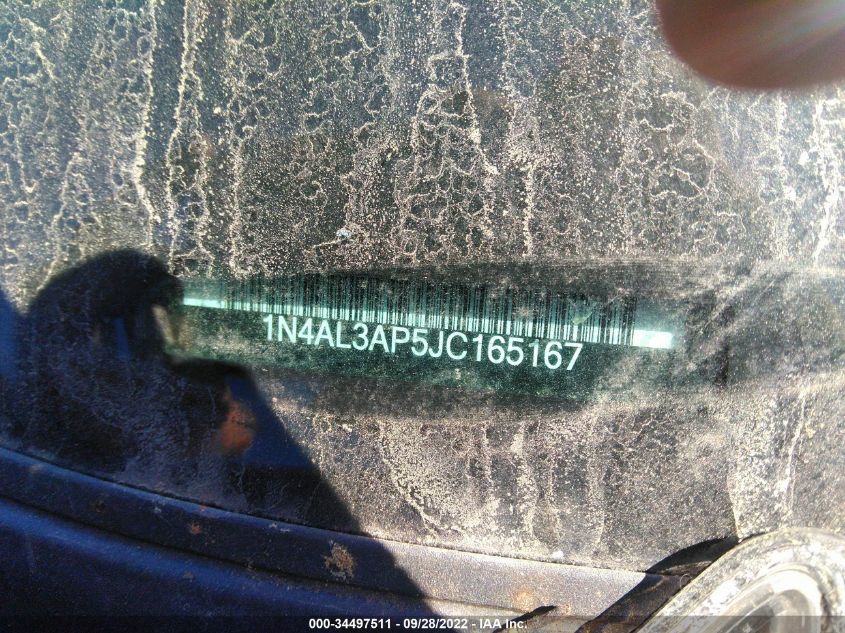 1N4AL3AP5JC165167
000-34497511 - 09/28/2022 - IAA Inc.